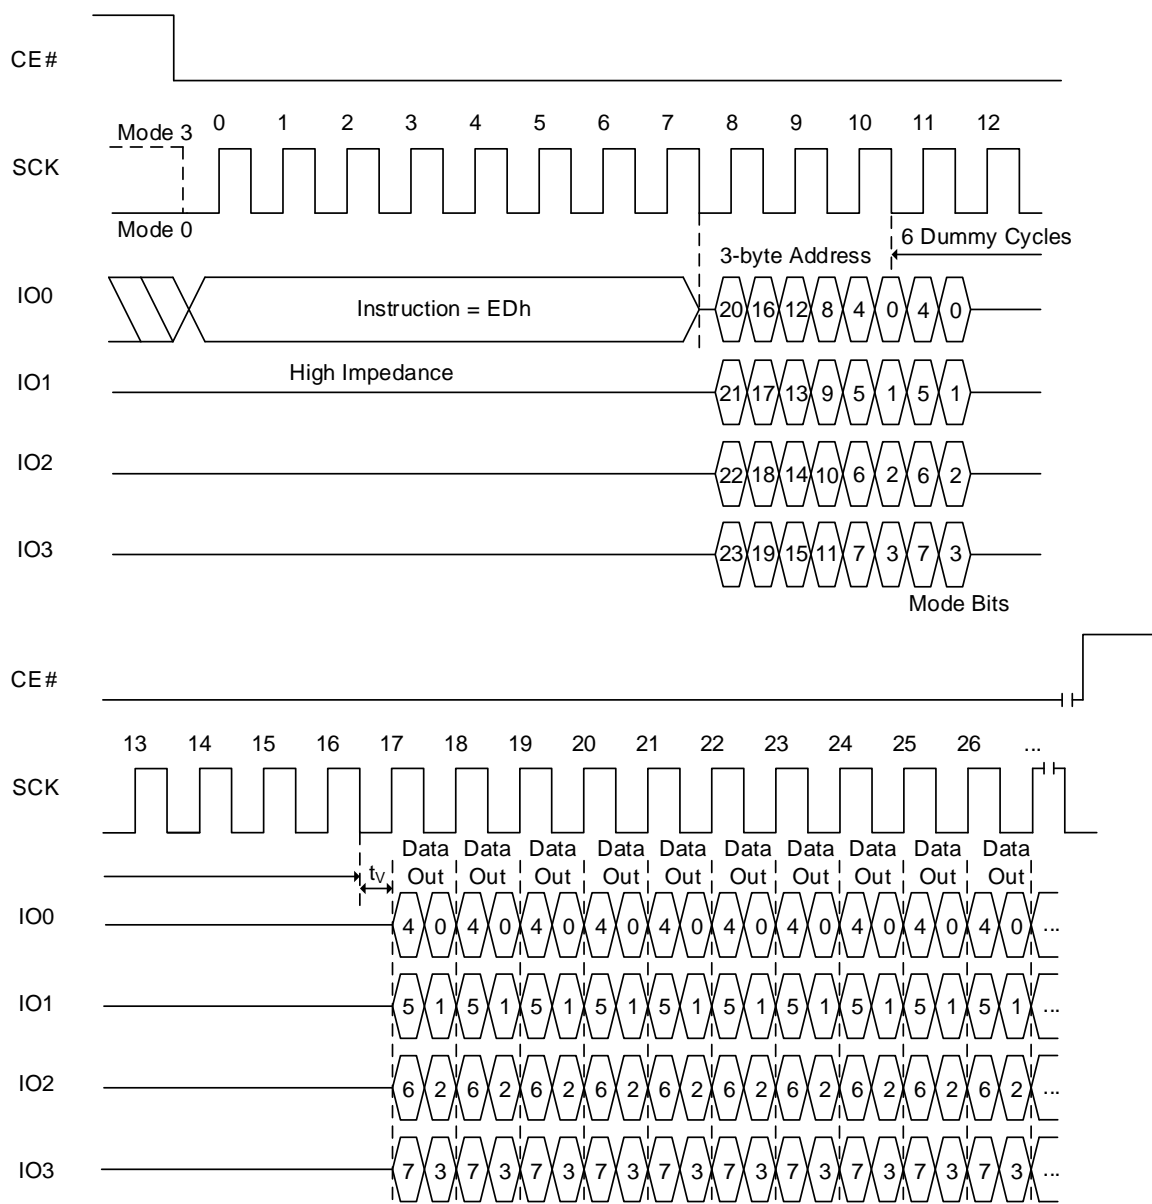 CE#
Mode 3 0 1 2 3 4 5 6 7 8 9 10 11 12
SCK
Mode 0
6 Dummy Cycles
3-byte Address
IO0 Instruction = EDh 20 16 12 8 4 0 4 0
High Impedance
IO1 21 17 13 9 5 1 5 1
IO2 22 18 14 10 6 2 6 2
IO3 23 19 15 11 7 3 7 3
Mode Bits
CE#
13 14 15 16 17 18 19 20 21 22 23 24 25 26 ...
SCK
Data Data Data Data Data Data Data Data Data Data
tV Out Out Out Out Out Out Out Out Out Out
IO0 4 0 4 0 4 0 4 0 4 0 4 0 4 0 4 0 4 0 4 0 ...
IO1 5 1 5 1 5 1 5 1 5 1 5 1 5 1 5 1 5 1 5 1 ...
IO2 6 2 6 2 6 2 6 2 6 2 6 2 6 2 6 2 6 2 6 2 ...
IO3 7 3 7 3 7 3 7 3 7 3 7 3 7 3 7 3 7 3 7 3 ...